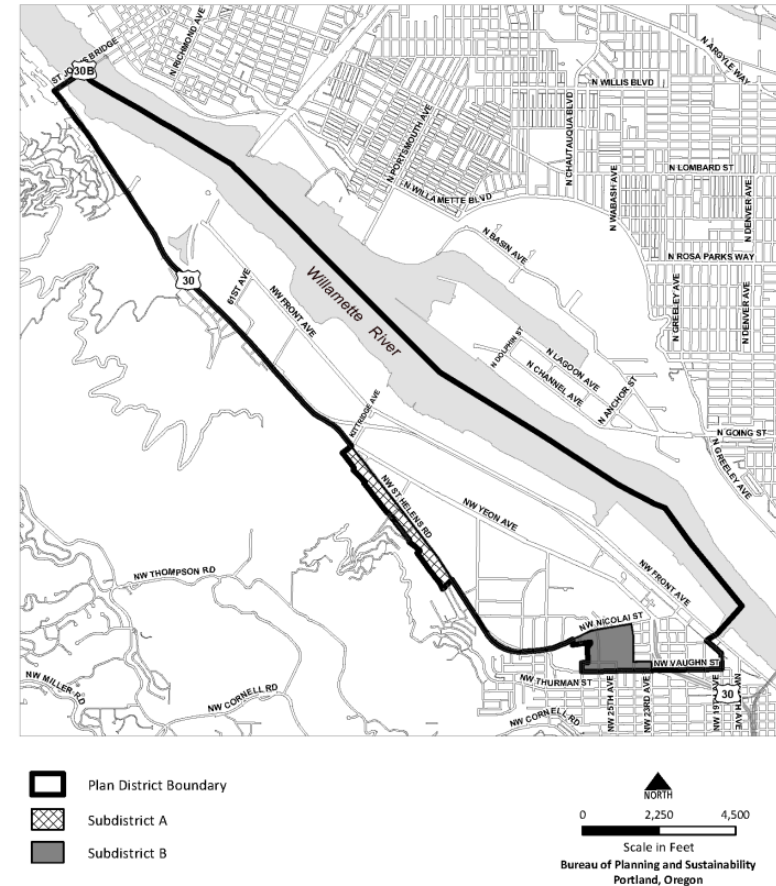 ST JOHNS BRIDGE
30B
N RICHMOND AVE
N ARGYLE WAY
N WILLIS BLVD
N PORTSMOUTH AVE
N CHAUTAUQUA BLVD
N LOMBARD ST
N WILLAMETTE BLVD
N WABASH AVE
N DENVER AVE
N BASIN AVE
N ROSA PARKS WAY
30
61ST AVE
NW FRONT AVE
Willamette River
N GREELEY AVE
N DENVER AVE
N DOLPHIN ST
N LAGOON AVE
N CHANNEL AVE
N ANCHOR ST
N GOING ST
KITTRIDGE AVE
N GREELEY AVE
NW ST HELENS RD
NW YEON AVE
NW FRONT AVE
NW THOMPSON RD
NW NICOLAI ST
NW VAUGHN ST
NW THURMAN ST
NW MILLER RD
NW CORNELL RD
NW CORNELL RD
NW 25TH AVE
NW 23RD AVE
30
Plan District Boundary
Subdistrict A
Subdistrict B
NORTH
0 2,250 4,500
Scale in Feet
Bureau of Planning and Sustainability
Portland, Oregon